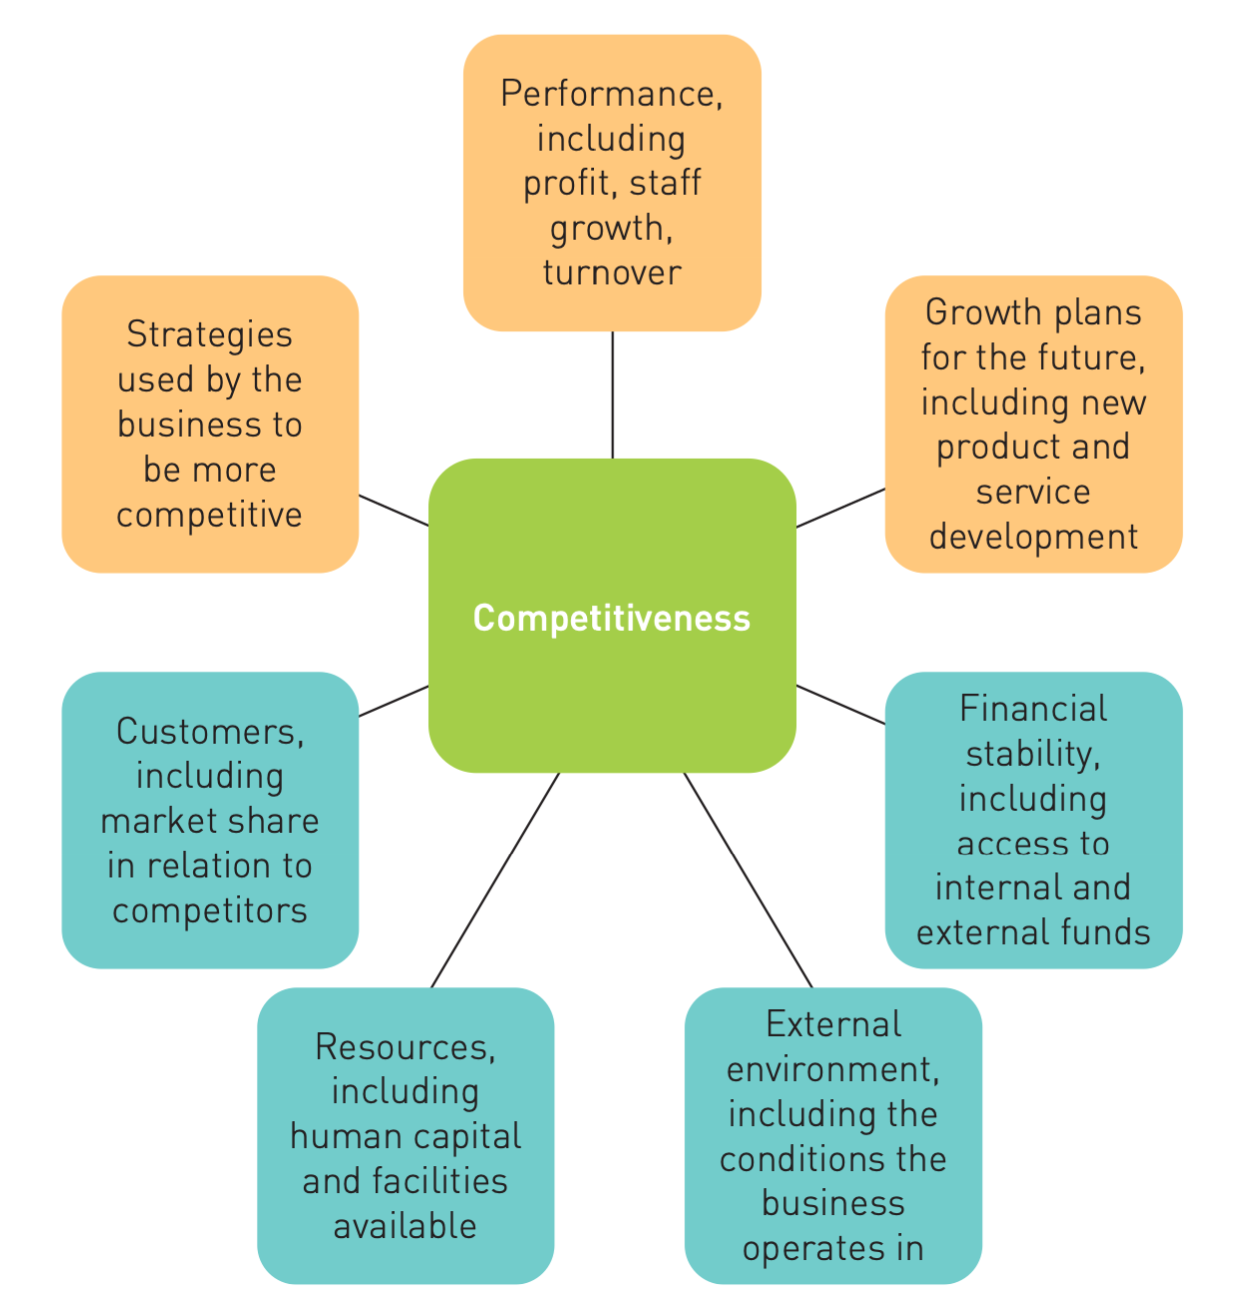 Performance,
including
profit, staff
growth,
turnover
Strategies
used by the
business to
be more
competitive
Growth plans
for the future,
including new
product and
service
development
Competitiveness
Customers,
including
market share
in relation to
competitors
Financial
stability,
including
access to
internal and
external funds
Resources,
including
human capital
and facilities
available
External
environment,
including the
conditions the
business
operates in